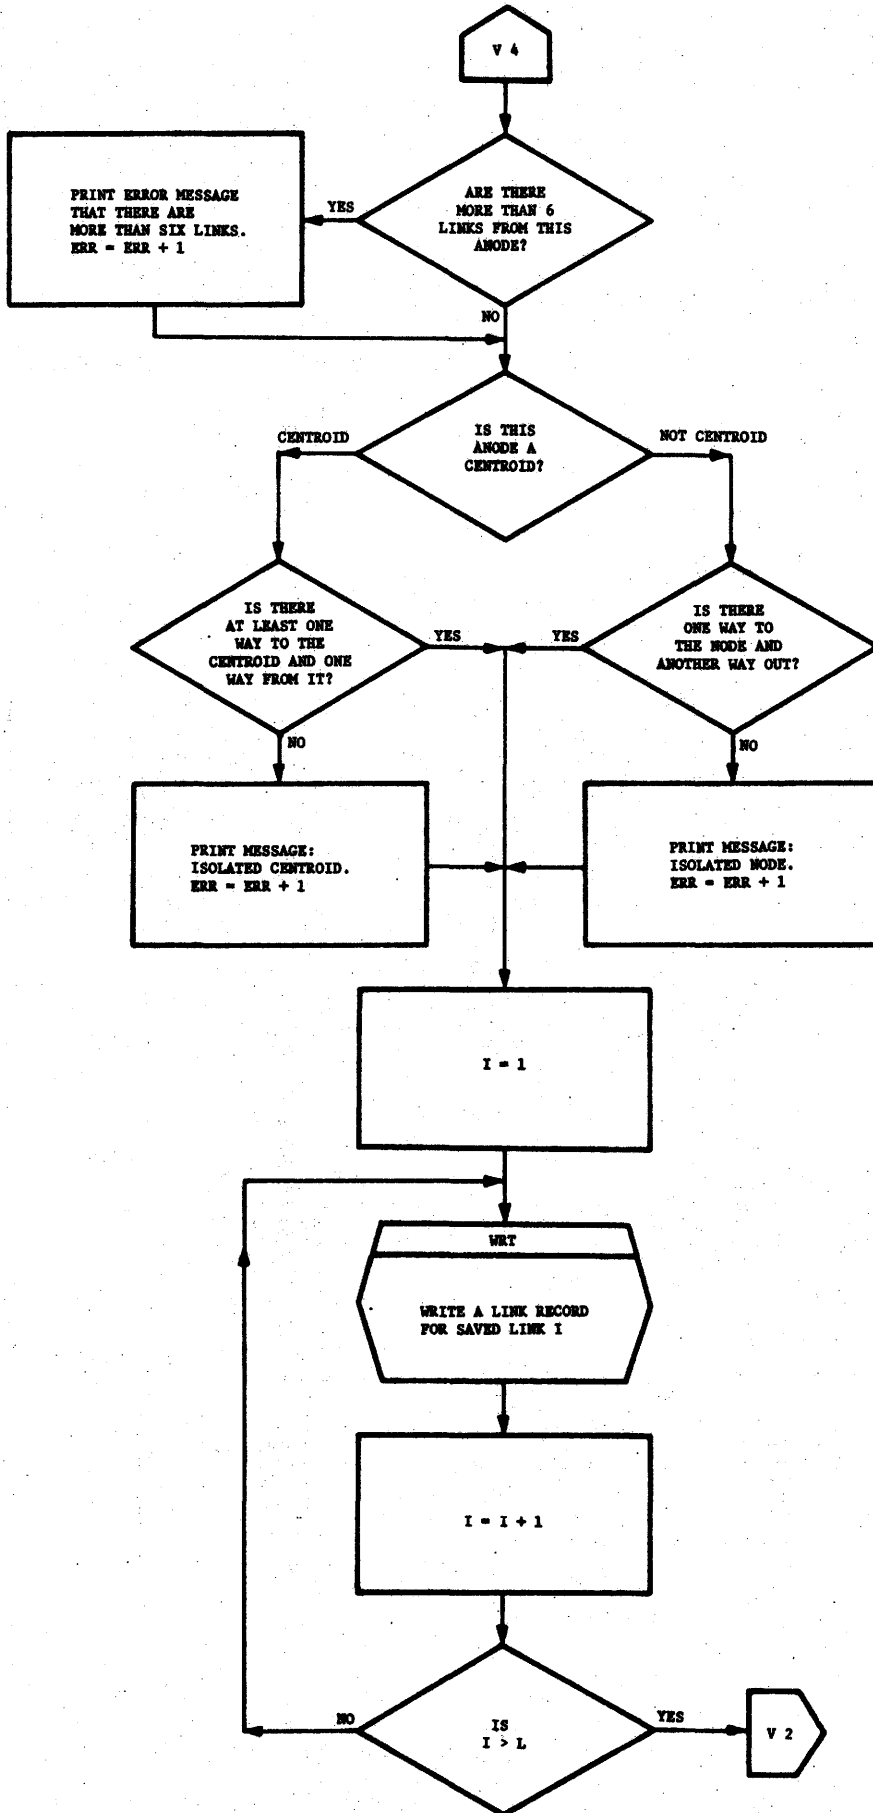 V 4
ARE THERE
MORE THAN 6
LINKS FROM THIS
ANODE?
YES
PRINT ERROR MESSAGE
THAT THERE ARE
MORE THAN SIX LINKS.
ERR = ERR + 1
NO
IS THIS
ANODE A
CENTROID?
CENTROID
NOT CENTROID
IS THERE
AT LEAST ONE
WAY TO THE
CENTROID AND ONE
WAY FROM IT?
YES
YES
IS THERE
ONE WAY TO
THE NODE AND
ANOTHER WAY OUT?
NO
NO
PRINT MESSAGE:
ISOLATED CENTROID.
ERR = ERR + 1
PRINT MESSAGE:
ISOLATED NODE.
ERR = ERR + 1
I = 1
WRT
WRITE A LINK RECORD
FOR SAVED LINK I
I = I + 1
NO
IS
I > L
YES
V 2